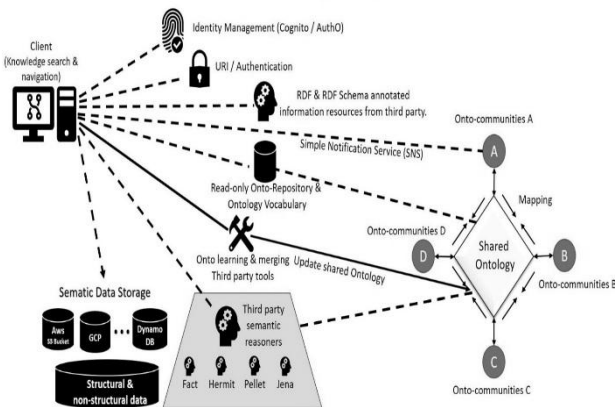 Identity Management (Cognito / AuthO)
Client
(Knowledge search &
navigation)
URI / Authentication
RDF & RDF Schema annotated
information resources from third party.
Onto-communities A
A
Simple Notification Service (SNS)
Read-only Onto-Repository &
Ontology Vocabulary
Mapping
Onto-communities D
D
Shared
Ontology
B
Onto-communities B
Onto learning & merging
Third party tools
Update shared Ontology
Sematic Data Storage
Aws
S3 Bucket
GCP
Dynamo
DB
Structural &
non-structural data
Third party
semantic
reasoners
Fact
Hermit
Pellet
Jena
C
Onto-communities C